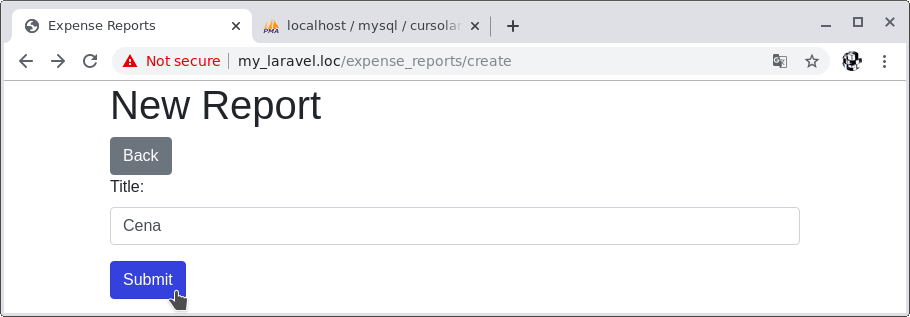 Expense Reports
localhost / mysql / cursolar
PMA
Not secure my_laravel.loc/expense_reports/create
New Report
Back
Title:
Cena
Submit